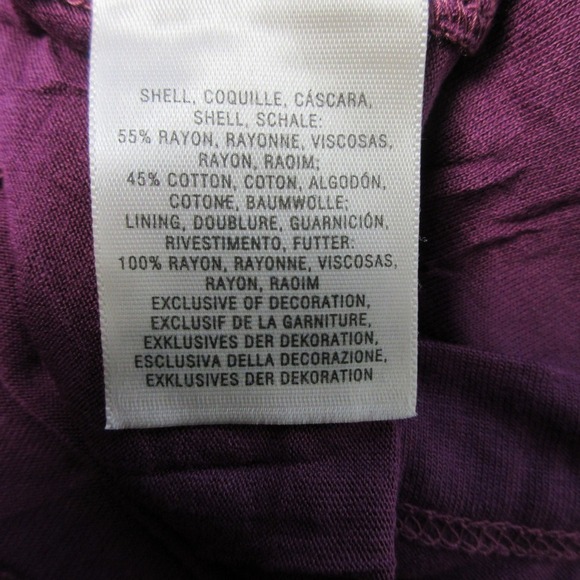 SHELL, COQUILLE, CÁSCARA,
SHELL, SCHALE:
55% RAYON, RAYONNE, VISCOSAS,
RAYON, RAOIM;
45% COTTON, COTON, ALGODÓN,
COTONE, BAUMWOLLE;
LINING, DOUBLURE, GUARNICIÓN,
RIVESTIMENTO, FUTTER:
100% RAYON, RAYONNE, VISCOSAS,
RAYON, RAOIM
EXCLUSIVE OF DECORATION,
EXCLUSIF DE LA GARNITURE,
EXKLUSIVES DER DEKORATION,
ESCLUSIVA DELLA DECORAZIONE,
EXKLUSIVES DER DEKORATION